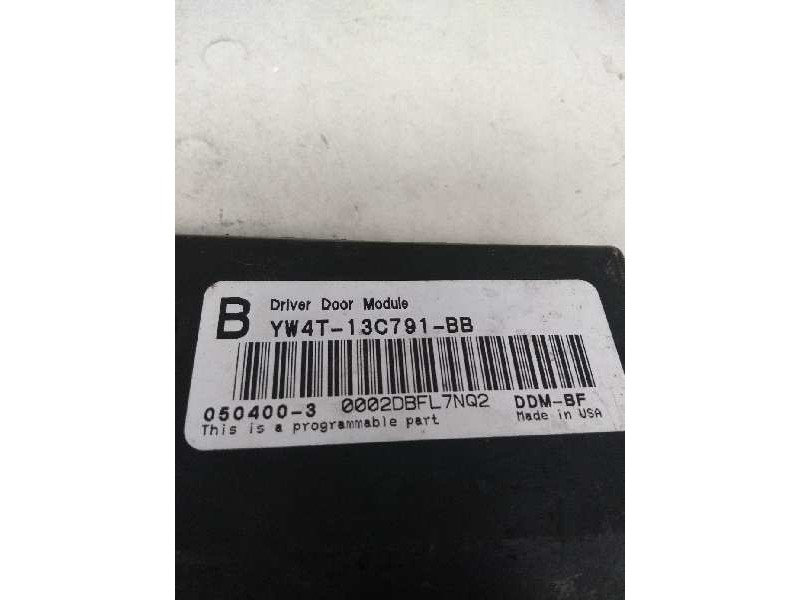 B Driver Door Module
YW4T-13C791-BB
050400-3 0002DBFL7NQ2 DDM-BF
This is a programmable part Made in USA